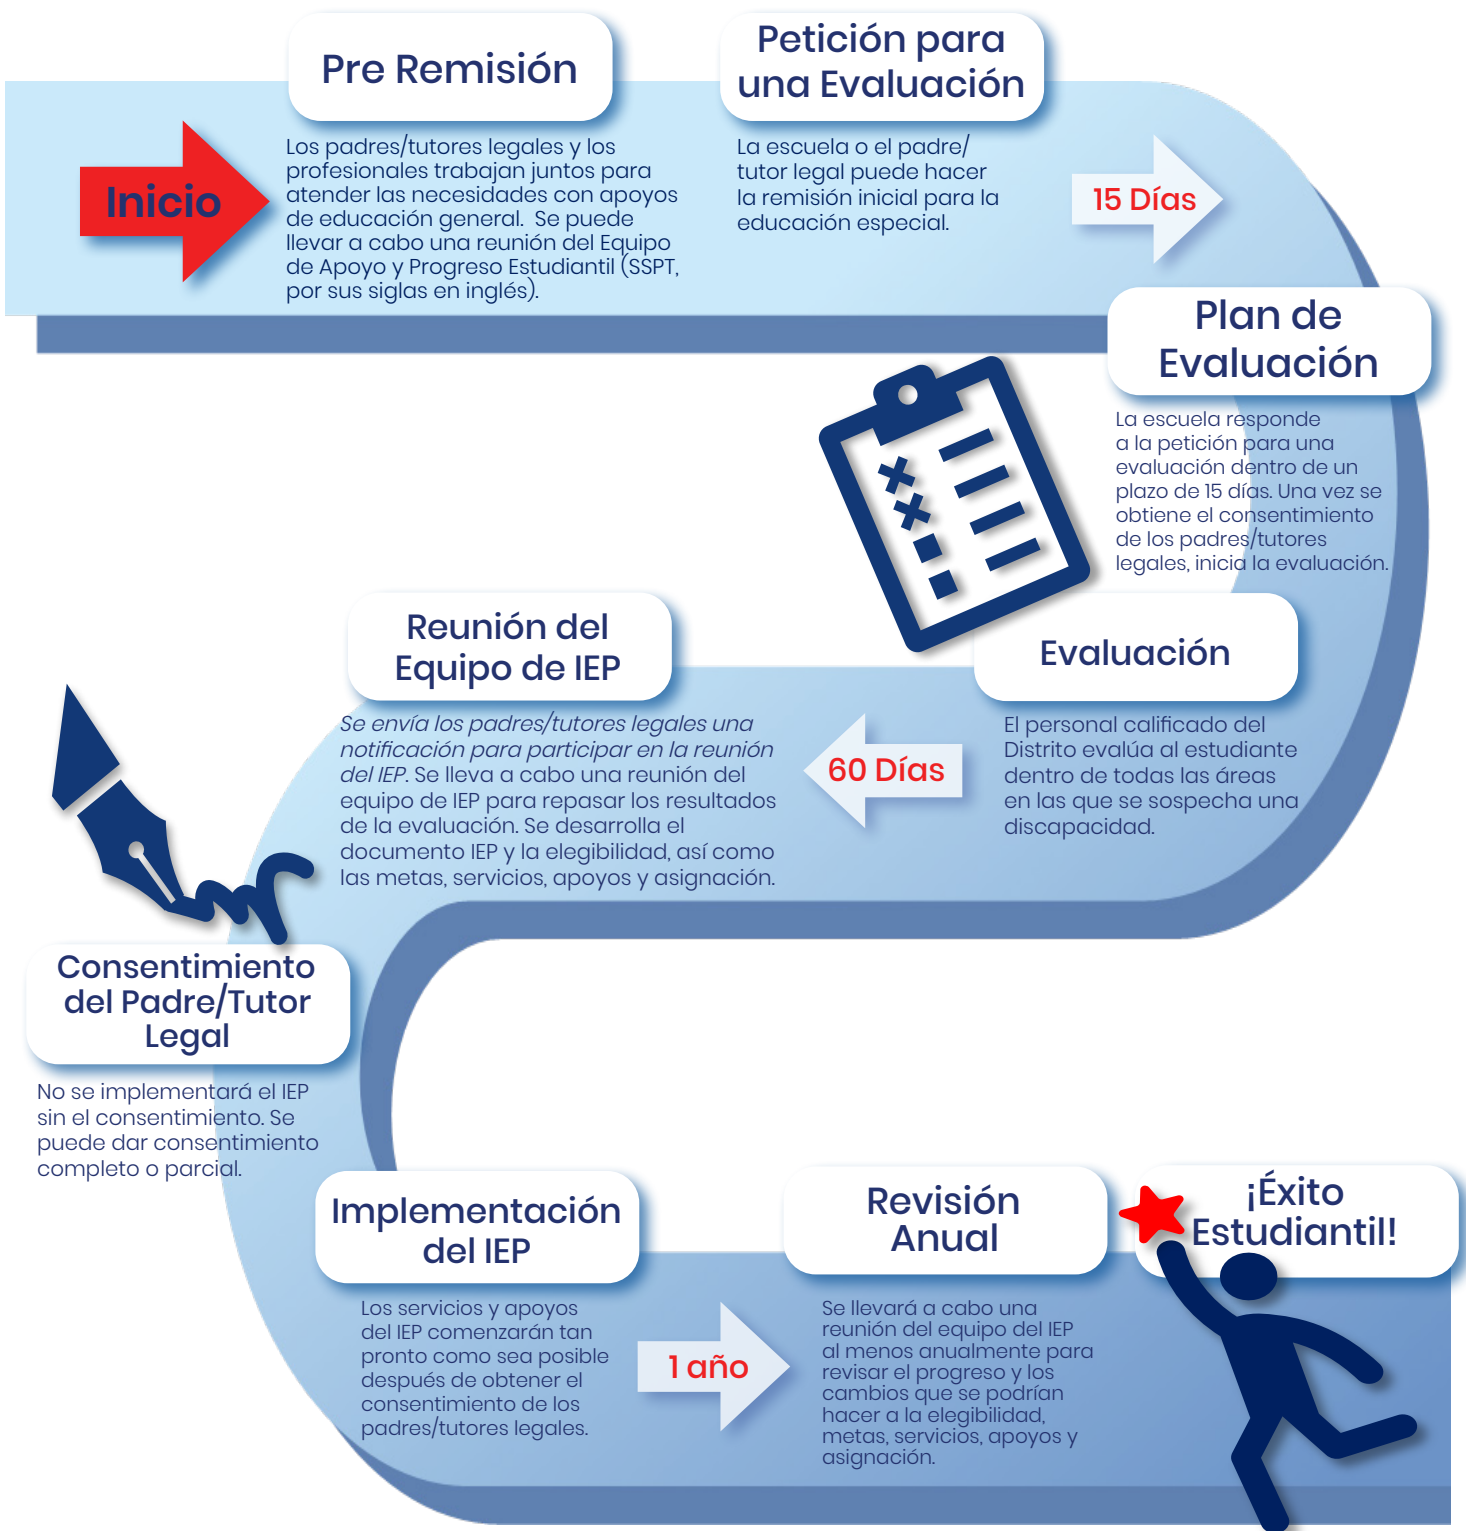 Inicio
Pre Remisión
Los padres/tutores legales y los
profesionales trabajan juntos para
atender las necesidades con apoyos
de educación general.  Se puede
llevar a cabo una reunión del Equipo
de Apoyo y Progreso Estudiantil (SSPT,
por sus siglas en inglés).
Petición para
una Evaluación
La escuela o el padre/
tutor legal puede hacer
la remisión inicial para la
educación especial.
15 Días
Plan de
Evaluación
La escuela responde
a la petición para una
evaluación dentro de un
plazo de 15 días. Una vez se
obtiene el consentimiento
de los padres/tutores
legales, inicia la evaluación.
Evaluación
El personal calificado del
Distrito evalúa al estudiante
dentro de todas las áreas
en las que se sospecha una
discapacidad.
60 Días
Reunión del
Equipo de IEP
Se envía los padres/tutores legales una
notificación para participar en la reunión
del IEP. Se lleva a cabo una reunión del
equipo de IEP para repasar los resultados
de la evaluación. Se desarrolla el
documento IEP y la elegibilidad, así como
las metas, servicios, apoyos y asignación.
Consentimiento
del Padre/Tutor
Legal
No se implementará el IEP
sin el consentimiento. Se
puede dar consentimiento
completo o parcial.
Implementación
del IEP
Los servicios y apoyos
del IEP comenzarán tan
pronto como sea posible
después de obtener el
consentimiento de los
padres/tutores legales.
1 año
Revisión
Anual
Se llevará a cabo una
reunión del equipo del IEP
al menos anualmente para
revisar el progreso y los
cambios que se podrían
hacer a la elegibilidad,
metas, servicios, apoyos y
asignación.
¡Éxito
Estudiantil!